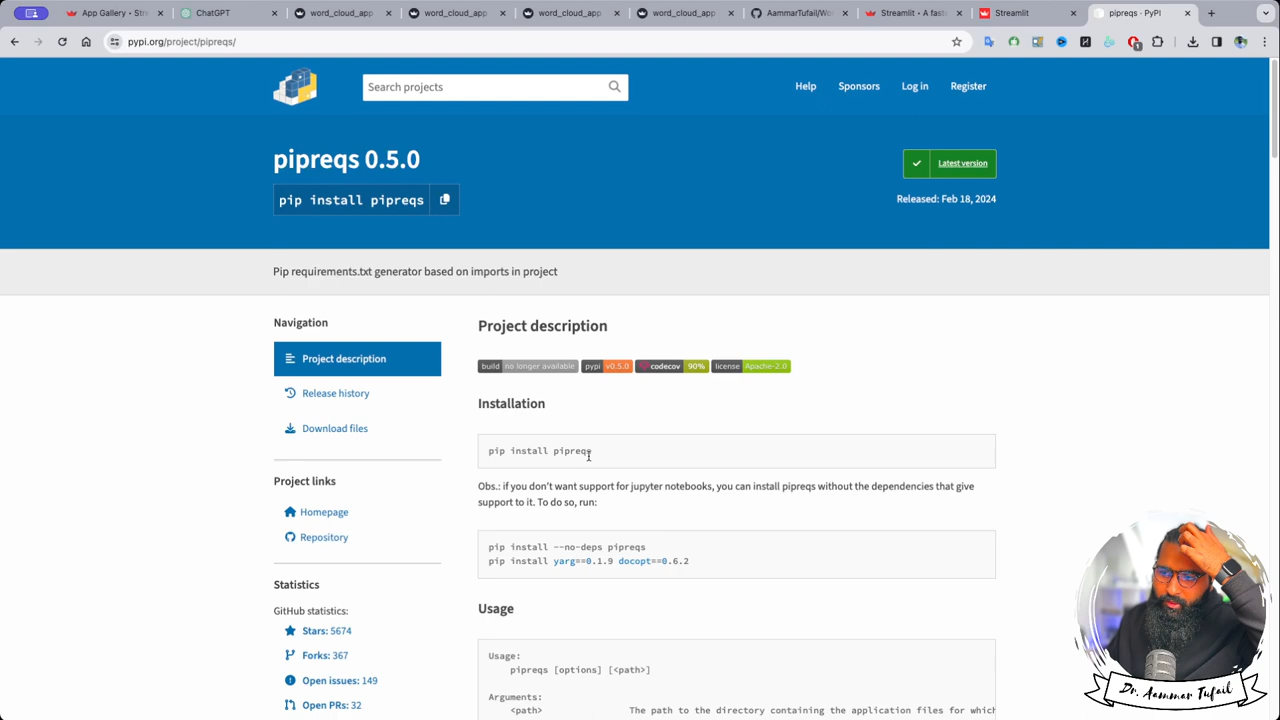 App Gallery • Stre
ChatGPT
word_cloud_app
word_cloud_app
word_cloud_app
word_cloud_app
AammarTufail/Wo
Streamlit • A faste
Streamlit
pipreqs · PyPI
pypi.org/project/pipreqs/
Search projects
Help
Sponsors
Log in
Register
pipreqs 0.5.0
Latest version
pip install pipreqs
Released: Feb 18, 2024
Pip requirements.txt generator based on imports in project
Navigation
Project description
Release history
Download files
Project links
Homepage
Repository
Statistics
GitHub statistics:
Stars: 5674
Forks: 367
Open issues: 149
Open PRs: 32
Project description
build no longer available pypi v0.5.0 codecov 90% license Apache-2.0
Installation
pip install pipreqs
Obs.: if you don't want support for jupyter notebooks, you can install pipreqs without the dependencies that give
support to it. To do so, run:
pip install --no-deps pipreqs
pip install yarg==0.1.9 docopt==0.6.2
Usage
Usage:
pipreqs [options] [<path>]
Arguments:
<path> The path to the directory containing the application files for which
Dr. Aammar Tufail